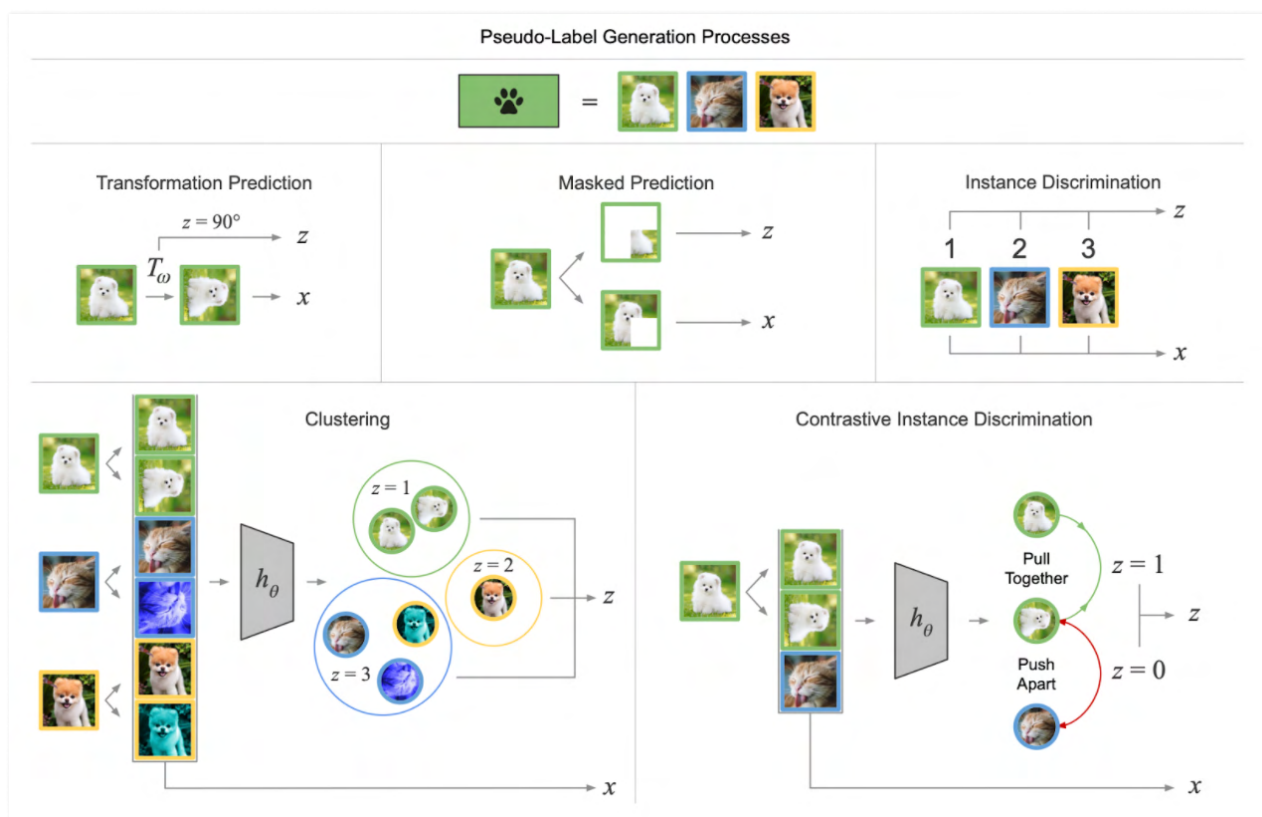 Pseudo-Label Generation Processes
=
Transformation Prediction
z = 90°
z
T_ω
x
Masked Prediction
z
x
Instance Discrimination
z
1 2 3
x
Clustering
z = 1
z = 2
h_θ
z
z = 3
x
Contrastive Instance Discrimination
Pull
Together
z = 1
h_θ
z
Push
Apart
z = 0
x